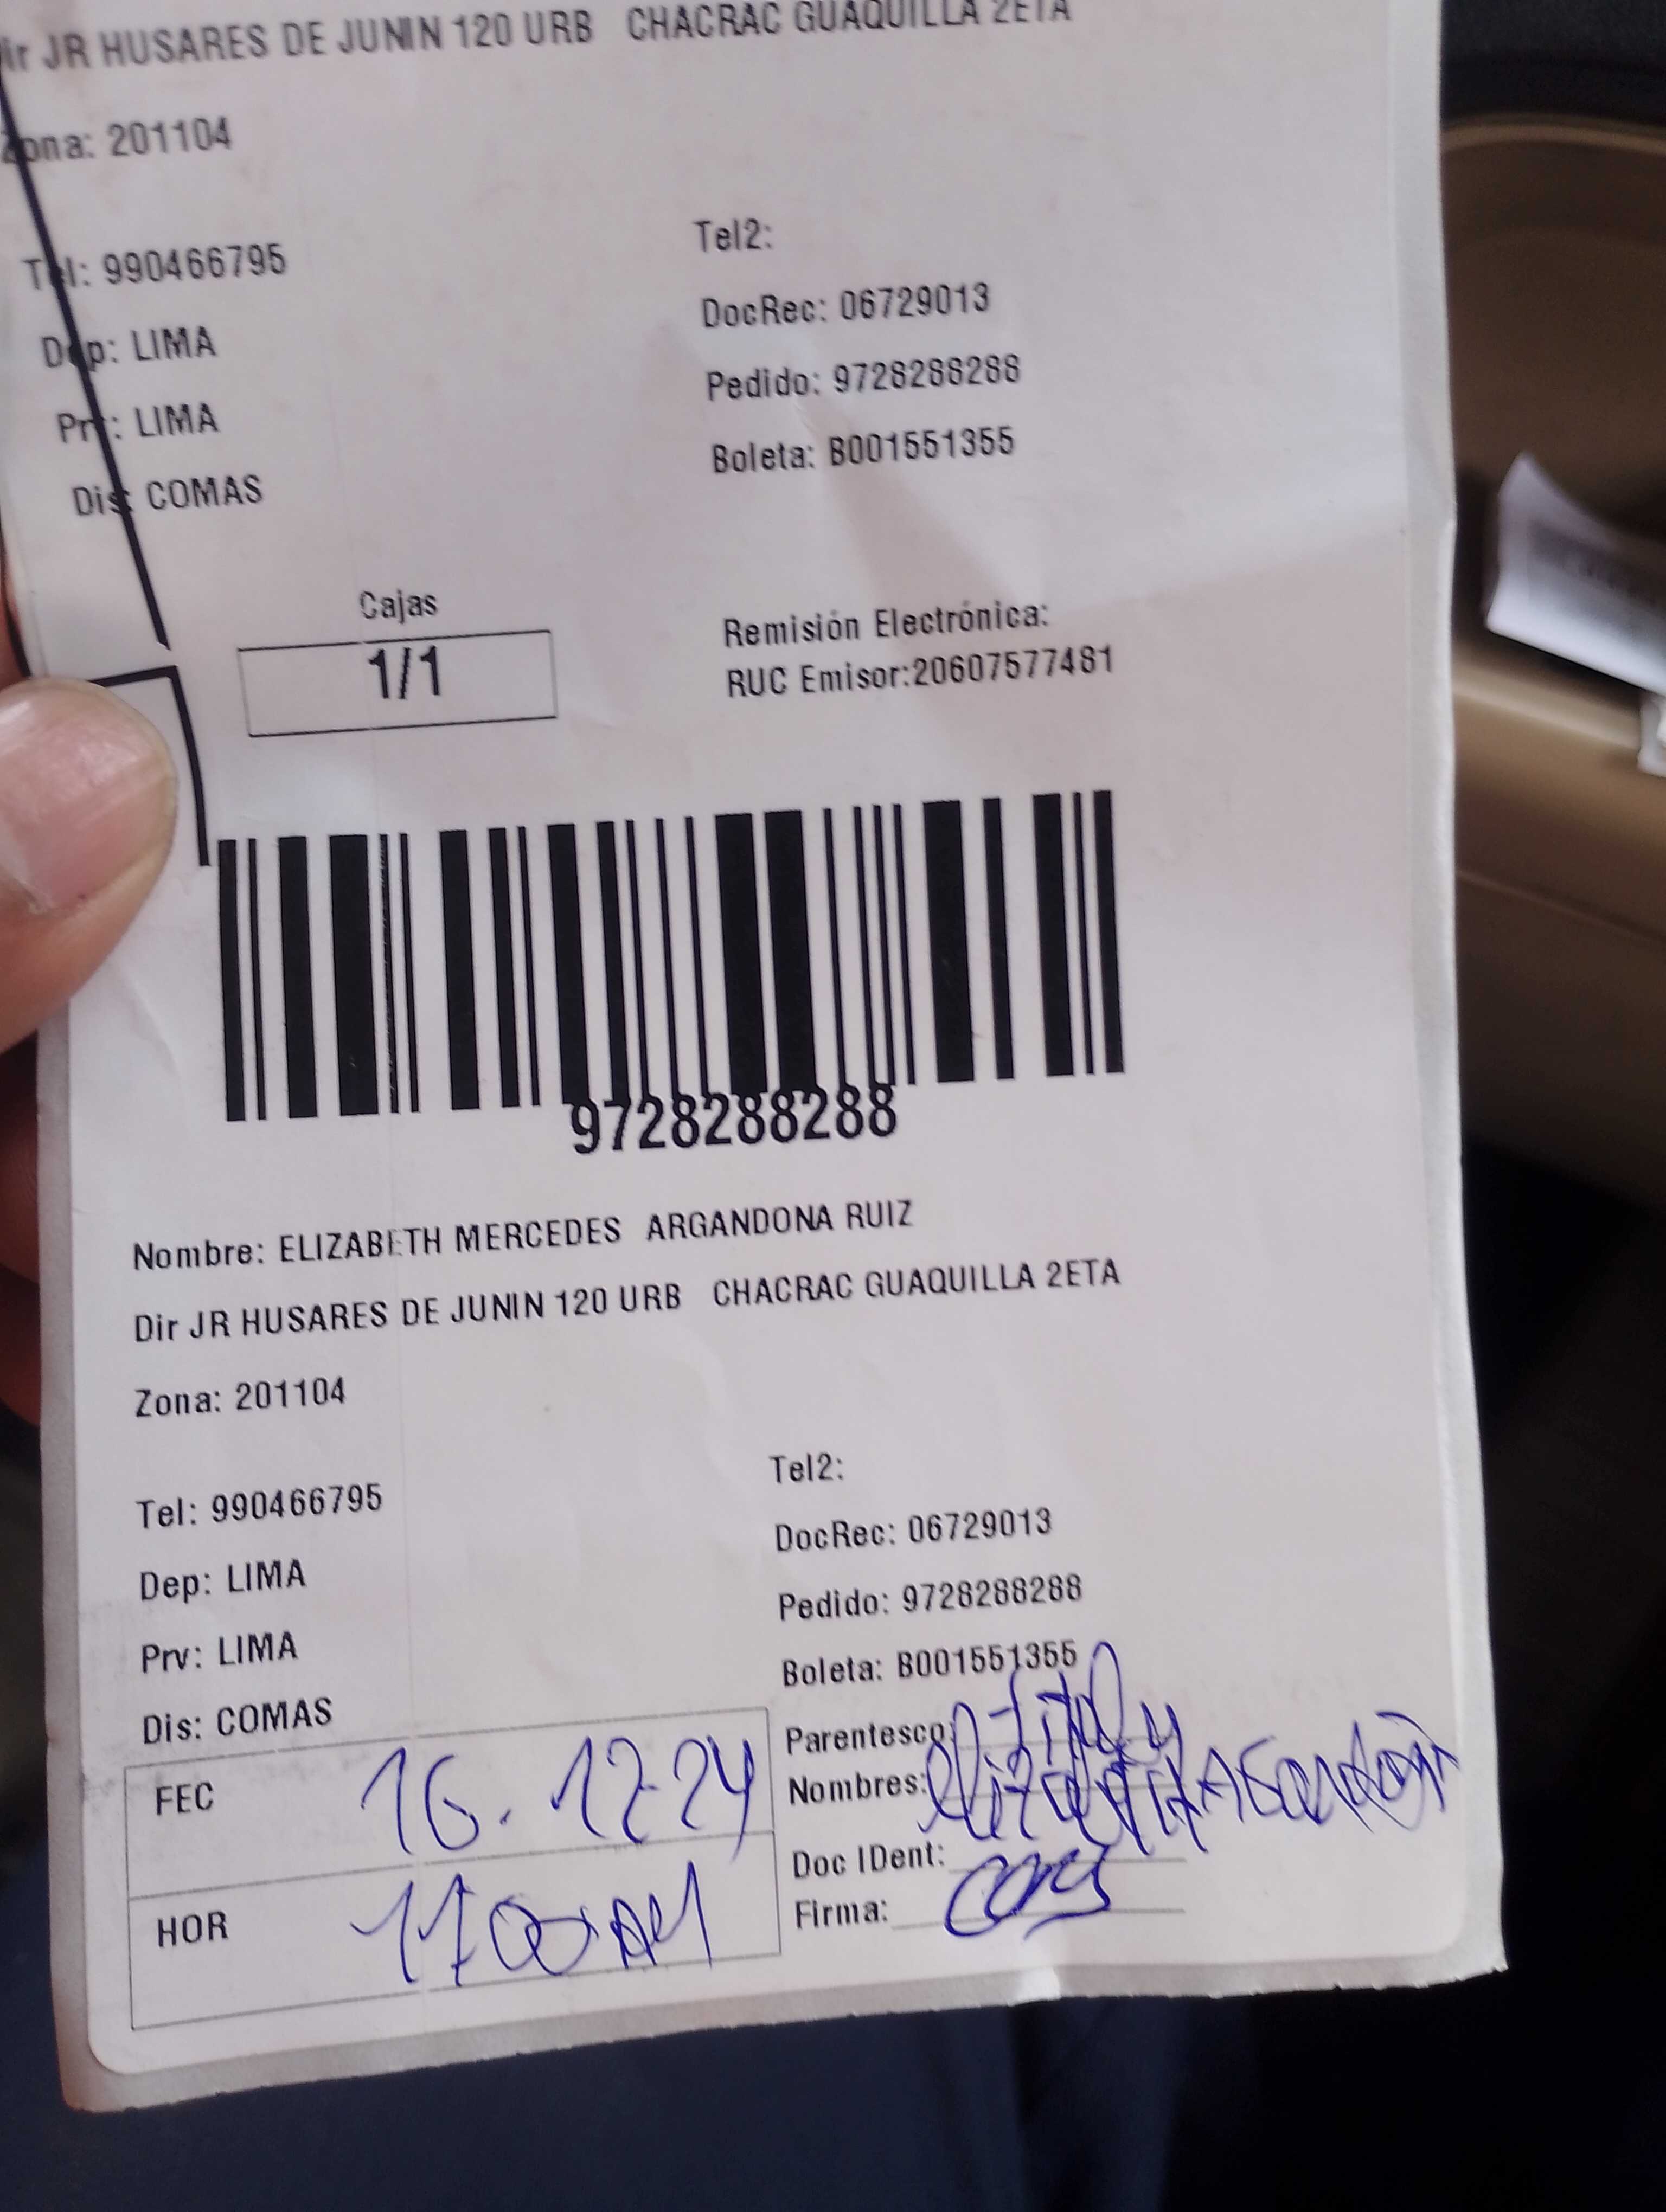 Dir JR HUSARES DE JUNIN 120 URB CHACRAC GUAQUILLA 2ETA
Zona: 201104
Tel: 990466795
Tel2:
Dep: LIMA
DocRec: 06729013
Prv: LIMA
Pedido: 9728288288
Dis: COMAS
Boleta: B001551355
Cajas
1/1
Remisión Electrónica:
RUC Emisor:20607577481
9728288288
Nombre: ELIZABETH MERCEDES ARGANDONA RUIZ
Dir JR HUSARES DE JUNIN 120 URB CHACRAC GUAQUILLA 2ETA
Zona: 201104
Tel: 990466795
Tel2:
Dep: LIMA
DocRec: 06729013
Prv: LIMA
Pedido: 9728288288
Dis: COMAS
Boleta: B001551355
FEC 16.12-24
Parentesco:
Nombres:
HOR
Doc IDent:
Firma: